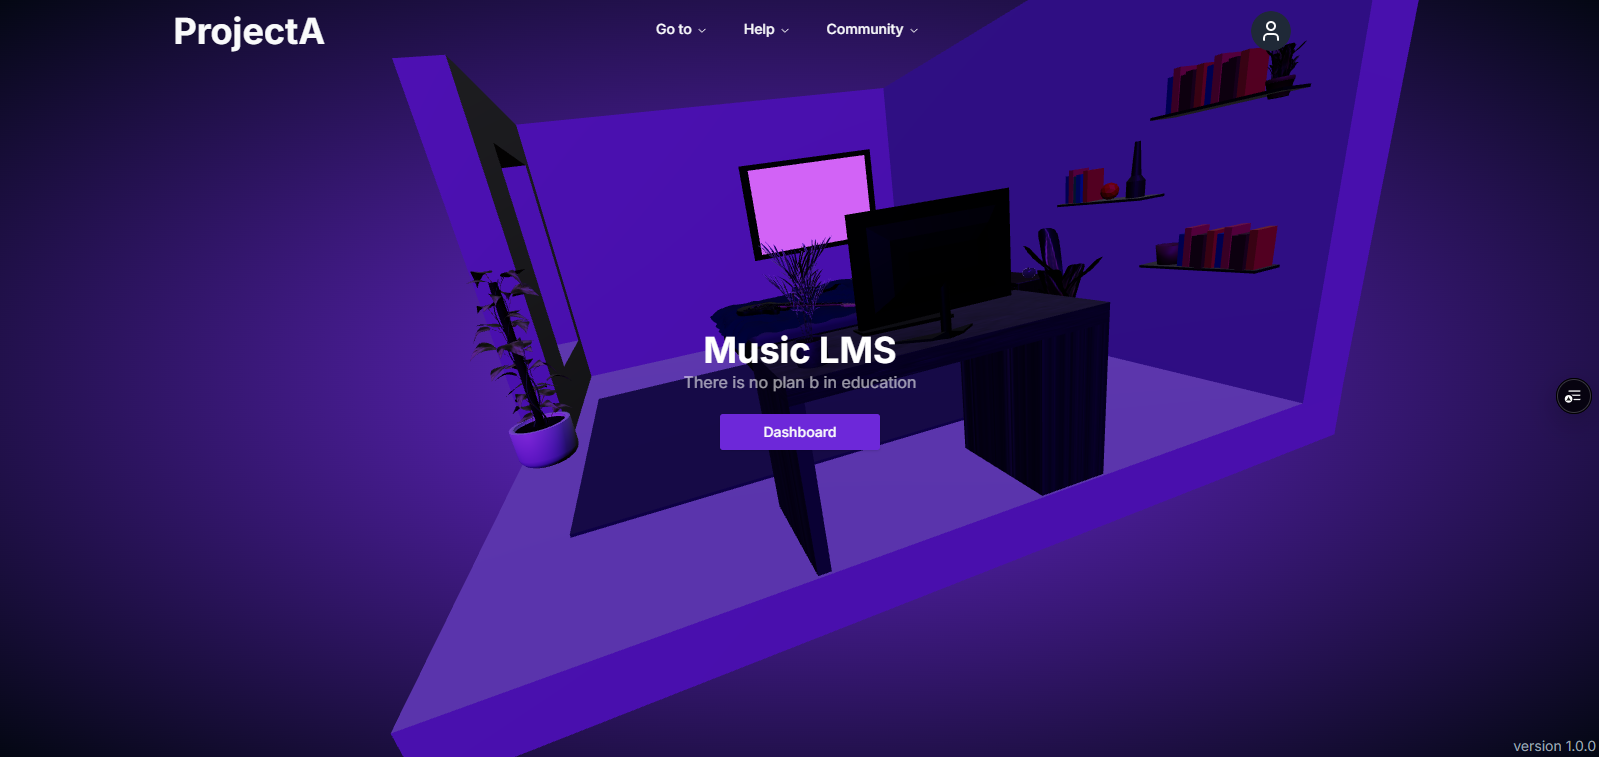 ProjectA
Go to
Help
Community
Music LMS
There is no plan b in education
Dashboard
version 1.0.0